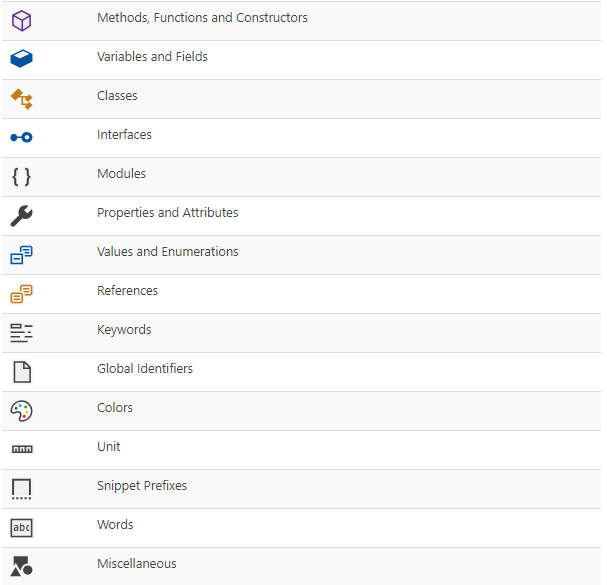 Methods, Functions and Constructors
Variables and Fields
Classes
Interfaces
{ } Modules
Properties and Attributes
Values and Enumerations
References
Keywords
Global Identifiers
Colors
Unit
Snippet Prefixes
abc Words
Miscellaneous